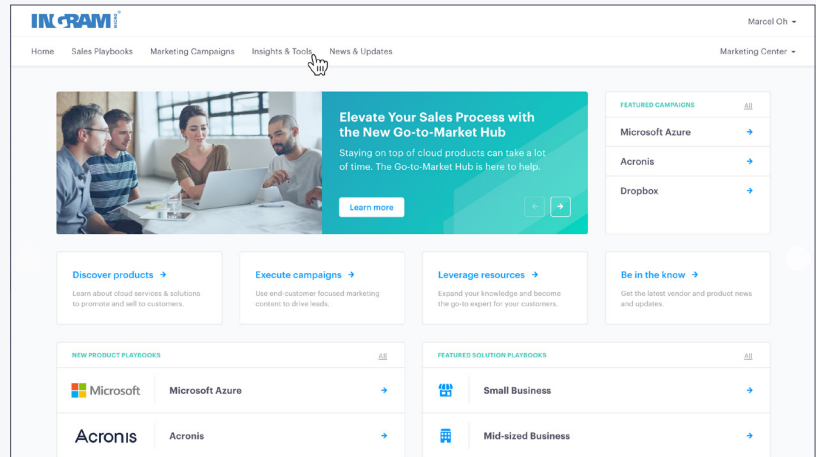 INGRAM MICRO
Marcel Oh
Home Sales Playbooks Marketing Campaigns Insights & Tools News & Updates Marketing Center
Elevate Your Sales Process with
the New Go-to-Market Hub
Staying on top of cloud products can take a lot
of time. The Go-to-Market Hub is here to help.
Learn more
FEATURED CAMPAIGNS All
Microsoft Azure
Acronis
Dropbox
Discover products
Learn about cloud services & solutions
to promote and sell to customers.
Execute campaigns
Use end-customer focused marketing
content to drive leads.
Leverage resources
Expand your knowledge and become
the go-to expert for your customers.
Be in the know
Get the latest vendor and product news
and updates.
NEW PRODUCT PLAYBOOKS All
Microsoft Microsoft Azure
Acronis Acronis
FEATURED SOLUTION PLAYBOOKS All
Small Business
Mid-sized Business